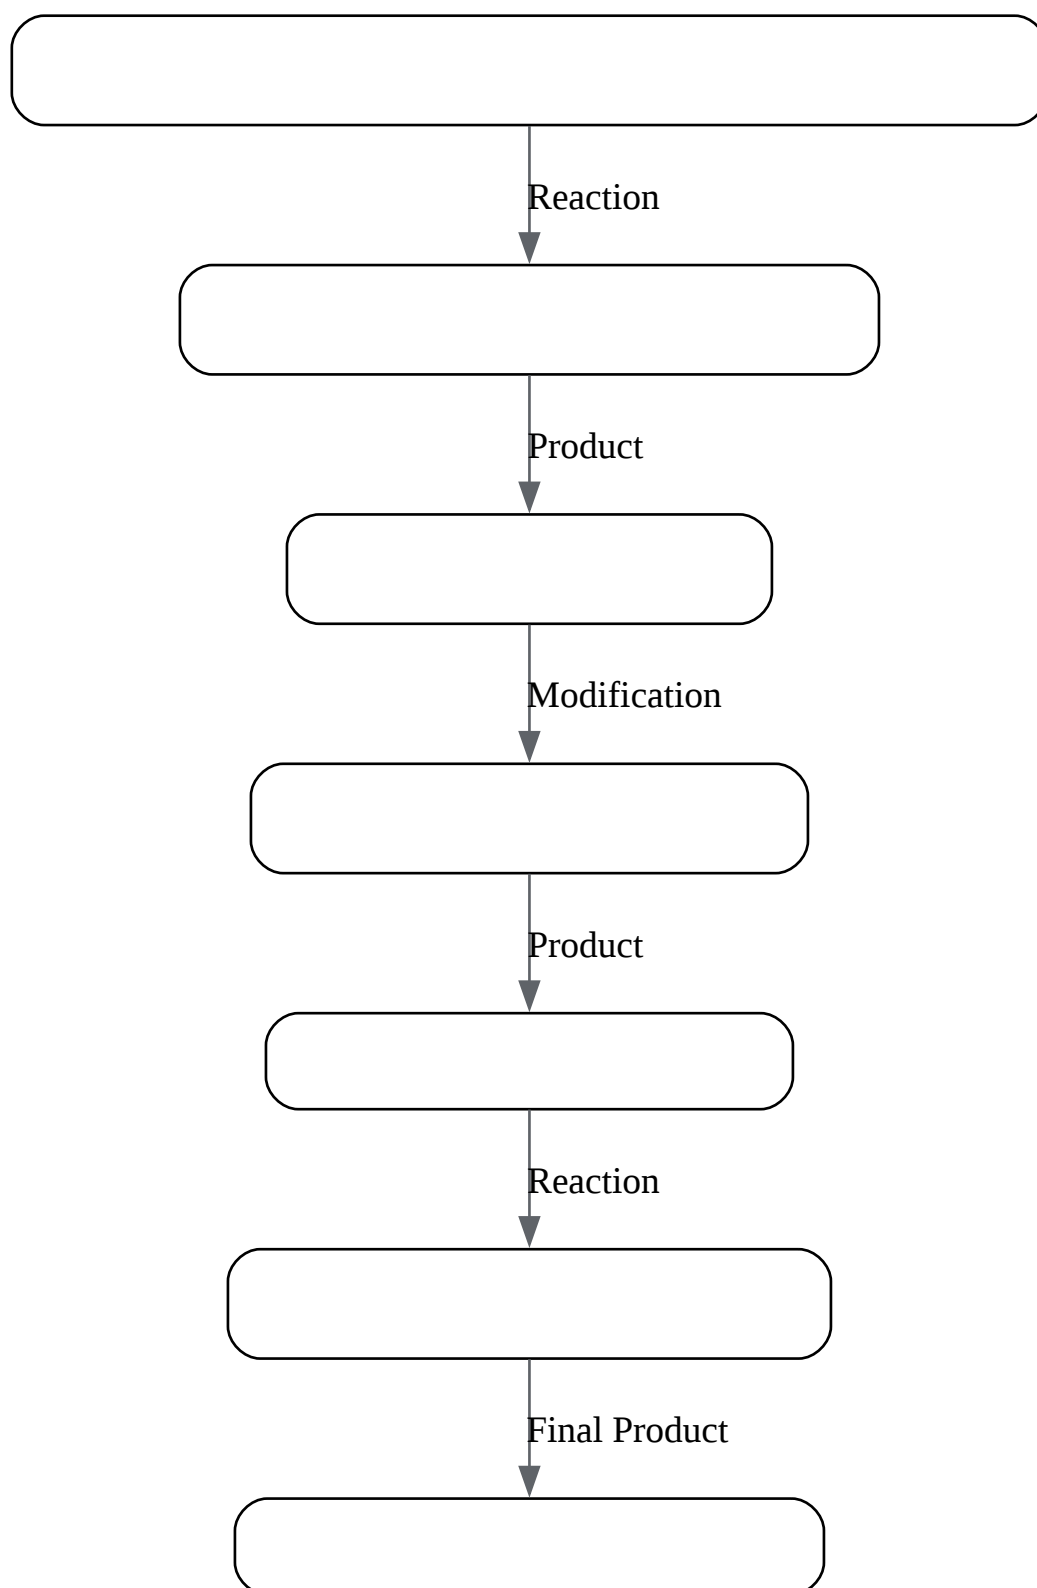 Reaction
Product
Modification
Product
Reaction
Final Product